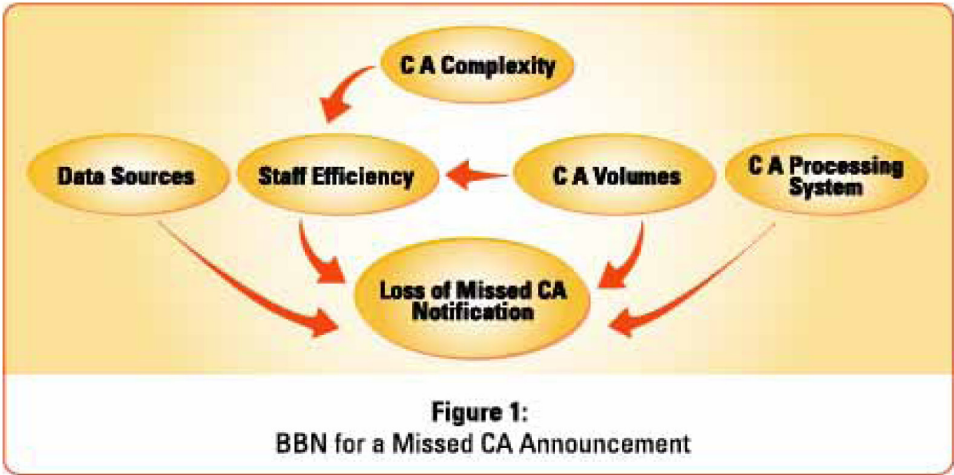 C A Complexity
Data Sources
Staff Efficiency
C A Volumes
C A Processing
System
Loss of Missed CA
Notification
Figure 1:
BBN for a Missed CA Announcement